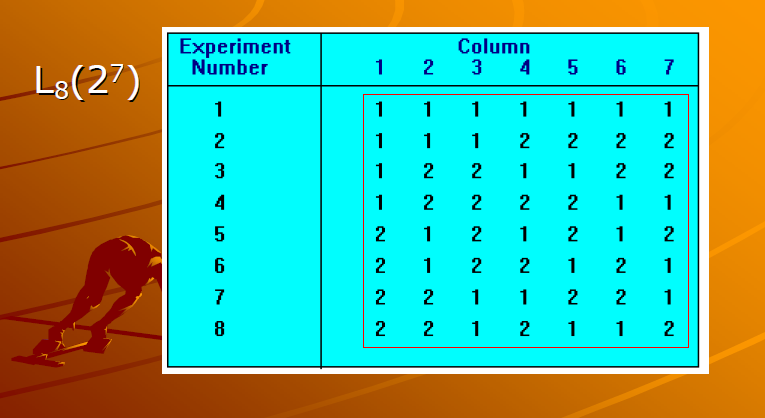 L₈(2⁷)
Experiment Column
Number 1 2 3 4 5 6 7
1 1 1 1 1 1 1 1
2 1 1 1 2 2 2 2
3 1 2 2 1 1 2 2
4 1 2 2 2 2 1 1
5 2 1 2 1 2 1 2
6 2 1 2 2 1 2 1
7 2 2 1 1 2 2 1
8 2 2 1 2 1 1 2